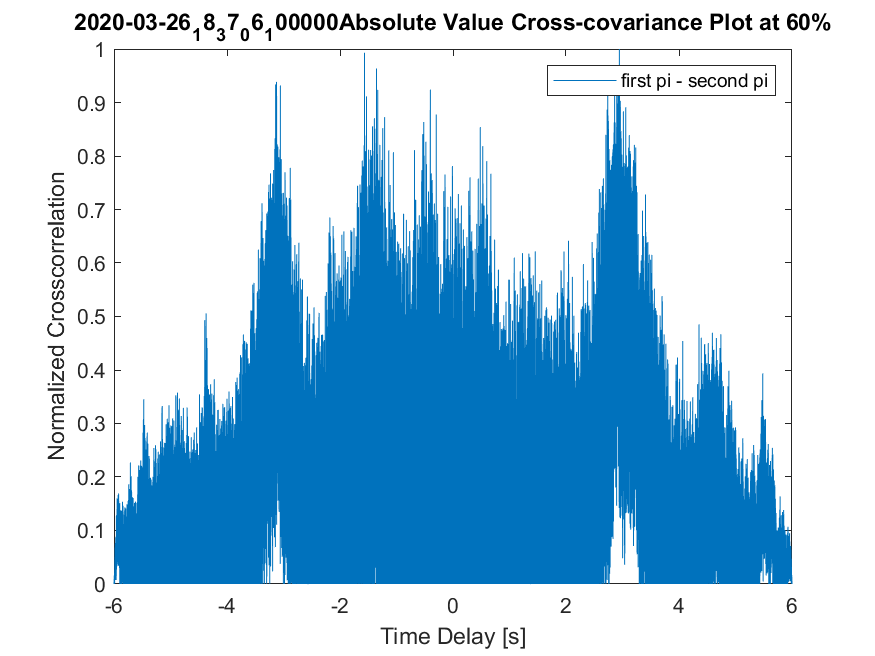 2020-03-26₁8₃7₀6₁00000Absolute Value Cross-covariance Plot at 60%
first pi - second pi
Normalized Crosscorrelation
1
0.9
0.8
0.7
0.6
0.5
0.4
0.3
0.2
0.1
0
-6 -4 -2 0 2 4 6
Time Delay [s]